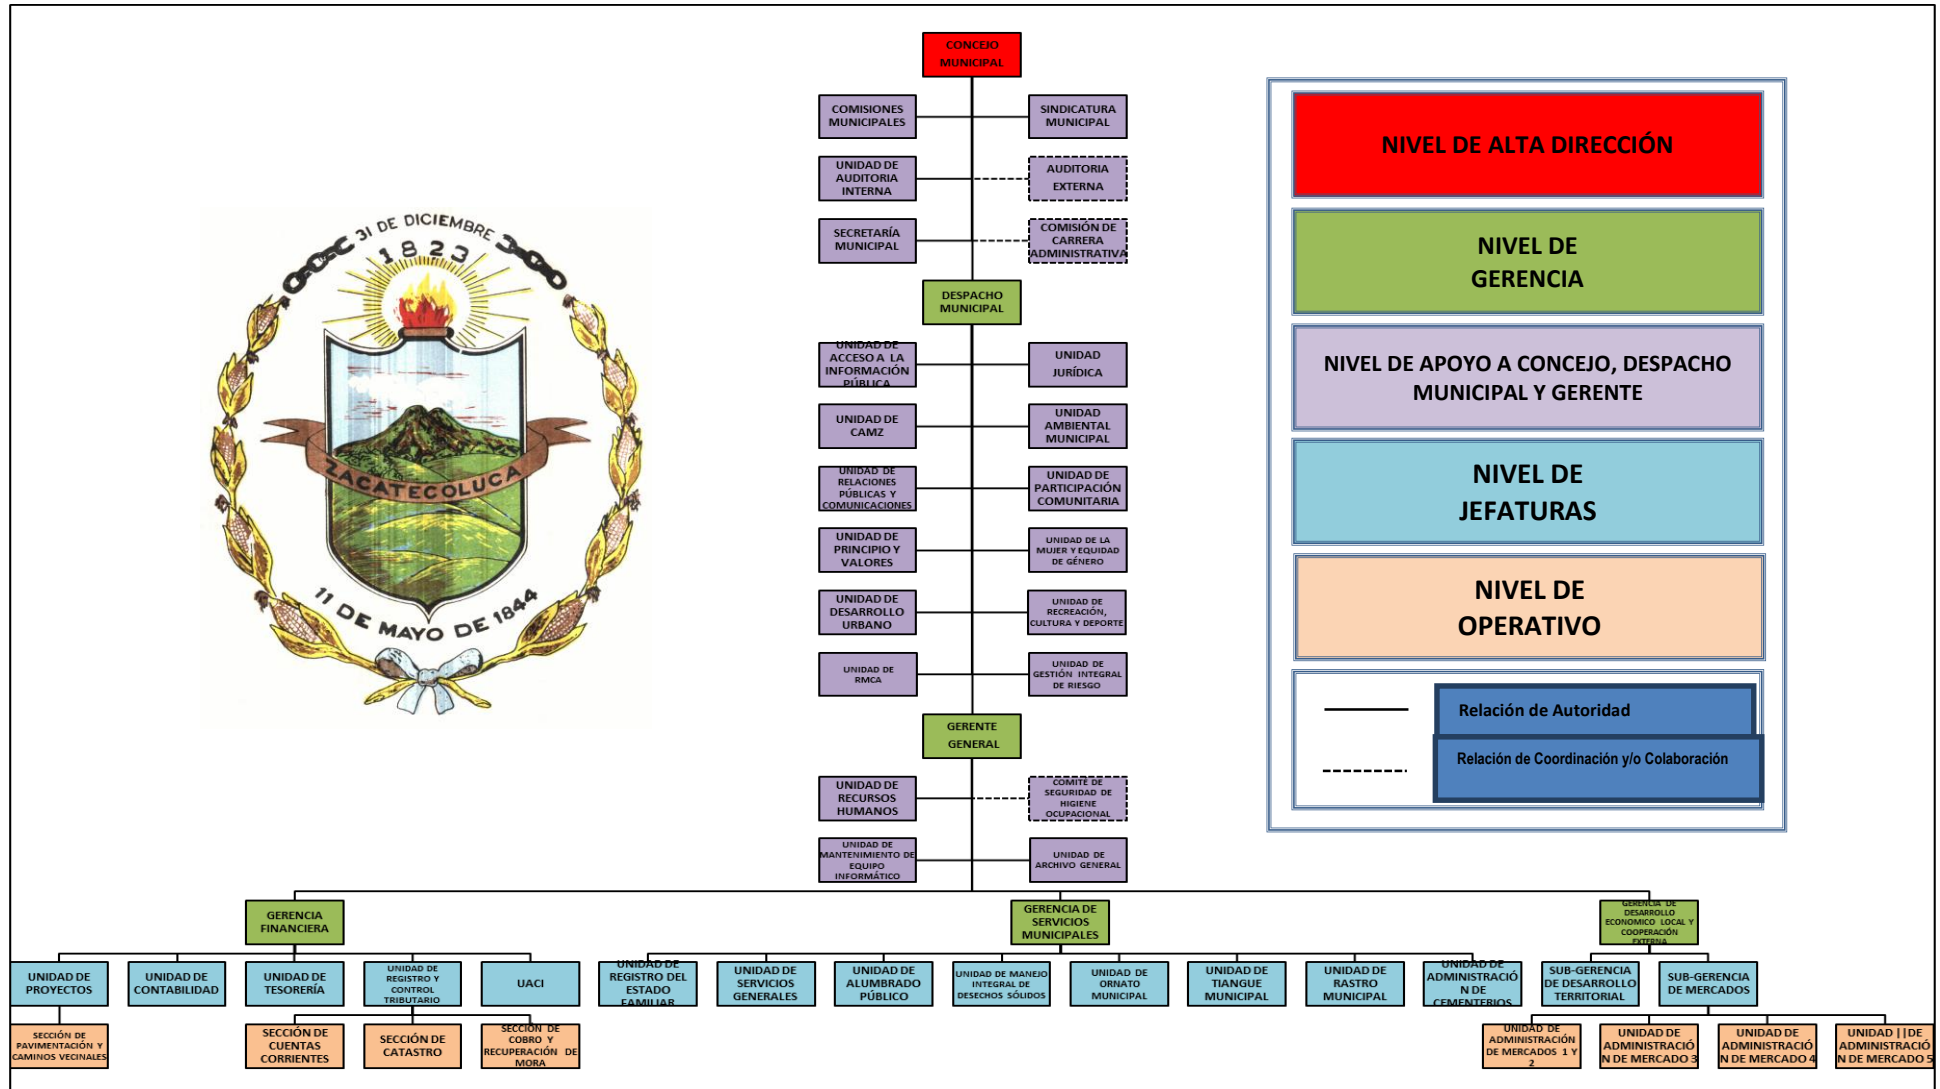 CONCEJO
MUNICIPAL
COMISIONES
MUNICIPALES
SINDICATURA
MUNICIPAL
UNIDAD DE
AUDITORIA
INTERNA
AUDITORIA
EXTERNA
SECRETARÍA
MUNICIPAL
COMISIÓN DE
CARRERA
ADMINISTRATIVA
DESPACHO
MUNICIPAL
UNIDAD DE
ACCESO A LA
INFORMACIÓN
PÚBLICA
UNIDAD
JURÍDICA
UNIDAD DE
CAMZ
UNIDAD
AMBIENTAL
MUNICIPAL
UNIDAD DE
RELACIONES
PÚBLICAS Y
COMUNICACIONES
UNIDAD DE
PARTICIPACIÓN
COMUNITARIA
UNIDAD DE
PRINCIPIO Y
VALORES
UNIDAD DE LA
MUJER Y EQUIDAD
DE GÉNERO
UNIDAD DE
DESARROLLO
URBANO
UNIDAD DE
RECREACIÓN,
CULTURA Y DEPORTE
UNIDAD DE
RMCA
UNIDAD DE
GESTIÓN INTEGRAL
DE RIESGO
GERENTE
GENERAL
UNIDAD DE
RECURSOS
HUMANOS
COMITÉ DE
SEGURIDAD DE
HIGIENE
OCUPACIONAL
UNIDAD DE
MANTENIMIENTO DE
EQUIPO
INFORMÁTICO
UNIDAD DE
ARCHIVO GENERAL
31 DE DICIEMBRE
1823
ZACATECOLUCA
11 DE MAYO DE 1844
NIVEL DE ALTA DIRECCIÓN
NIVEL DE
GERENCIA
NIVEL DE APOYO A CONCEJO, DESPACHO
MUNICIPAL Y GERENTE
NIVEL DE
JEFATURAS
NIVEL DE
OPERATIVO
Relación de Autoridad
Relación de Coordinación y/o Colaboración
GERENCIA
FINANCIERA
GERENCIA DE
SERVICIOS
MUNICIPALES
GERENCIA DE
DESARROLLO
ECONOMICO LOCAL Y
COOPERACIÓN
EXTERNA
UNIDAD DE
PROYECTOS
UNIDAD DE
CONTABILIDAD
UNIDAD DE
TESORERÍA
UNIDAD DE
REGISTRO Y
CONTROL
TRIBUTARIO
UACI
UNIDAD DE
REGISTRO DEL
ESTADO
FAMILIAR
UNIDAD DE
SERVICIOS
GENERALES
UNIDAD DE
ALUMBRADO
PÚBLICO
UNIDAD DE MANEJO
INTEGRAL DE
DESECHOS SÓLIDOS
UNIDAD DE
ORNATO
MUNICIPAL
UNIDAD DE
TIANGUE
MUNICIPAL
UNIDAD DE
RASTRO
MUNICIPAL
UNIDAD DE
ADMINISTRACIÓ
N DE
CEMENTERIOS
SUB-GERENCIA
DE DESARROLLO
TERRITORIAL
SUB-GERENCIA
DE MERCADOS
SECCIÓN DE
PAVIMENTACIÓN Y
CAMINOS VECINALES
SECCIÓN DE
CUENTAS
CORRIENTES
SECCIÓN DE
CATASTRO
SECCIÓN DE
COBRO Y
RECUPERACIÓN DE
MORA
UNIDAD DE
ADMINISTRACIÓN
DE MERCADOS 1 Y
2
UNIDAD DE
ADMINISTRACIÓ
N DE MERCADO 3
UNIDAD DE
ADMINISTRACIÓ
N DE MERCADO 4
UNIDAD ||DE
ADMINISTRACIÓ
N DE MERCADO 5